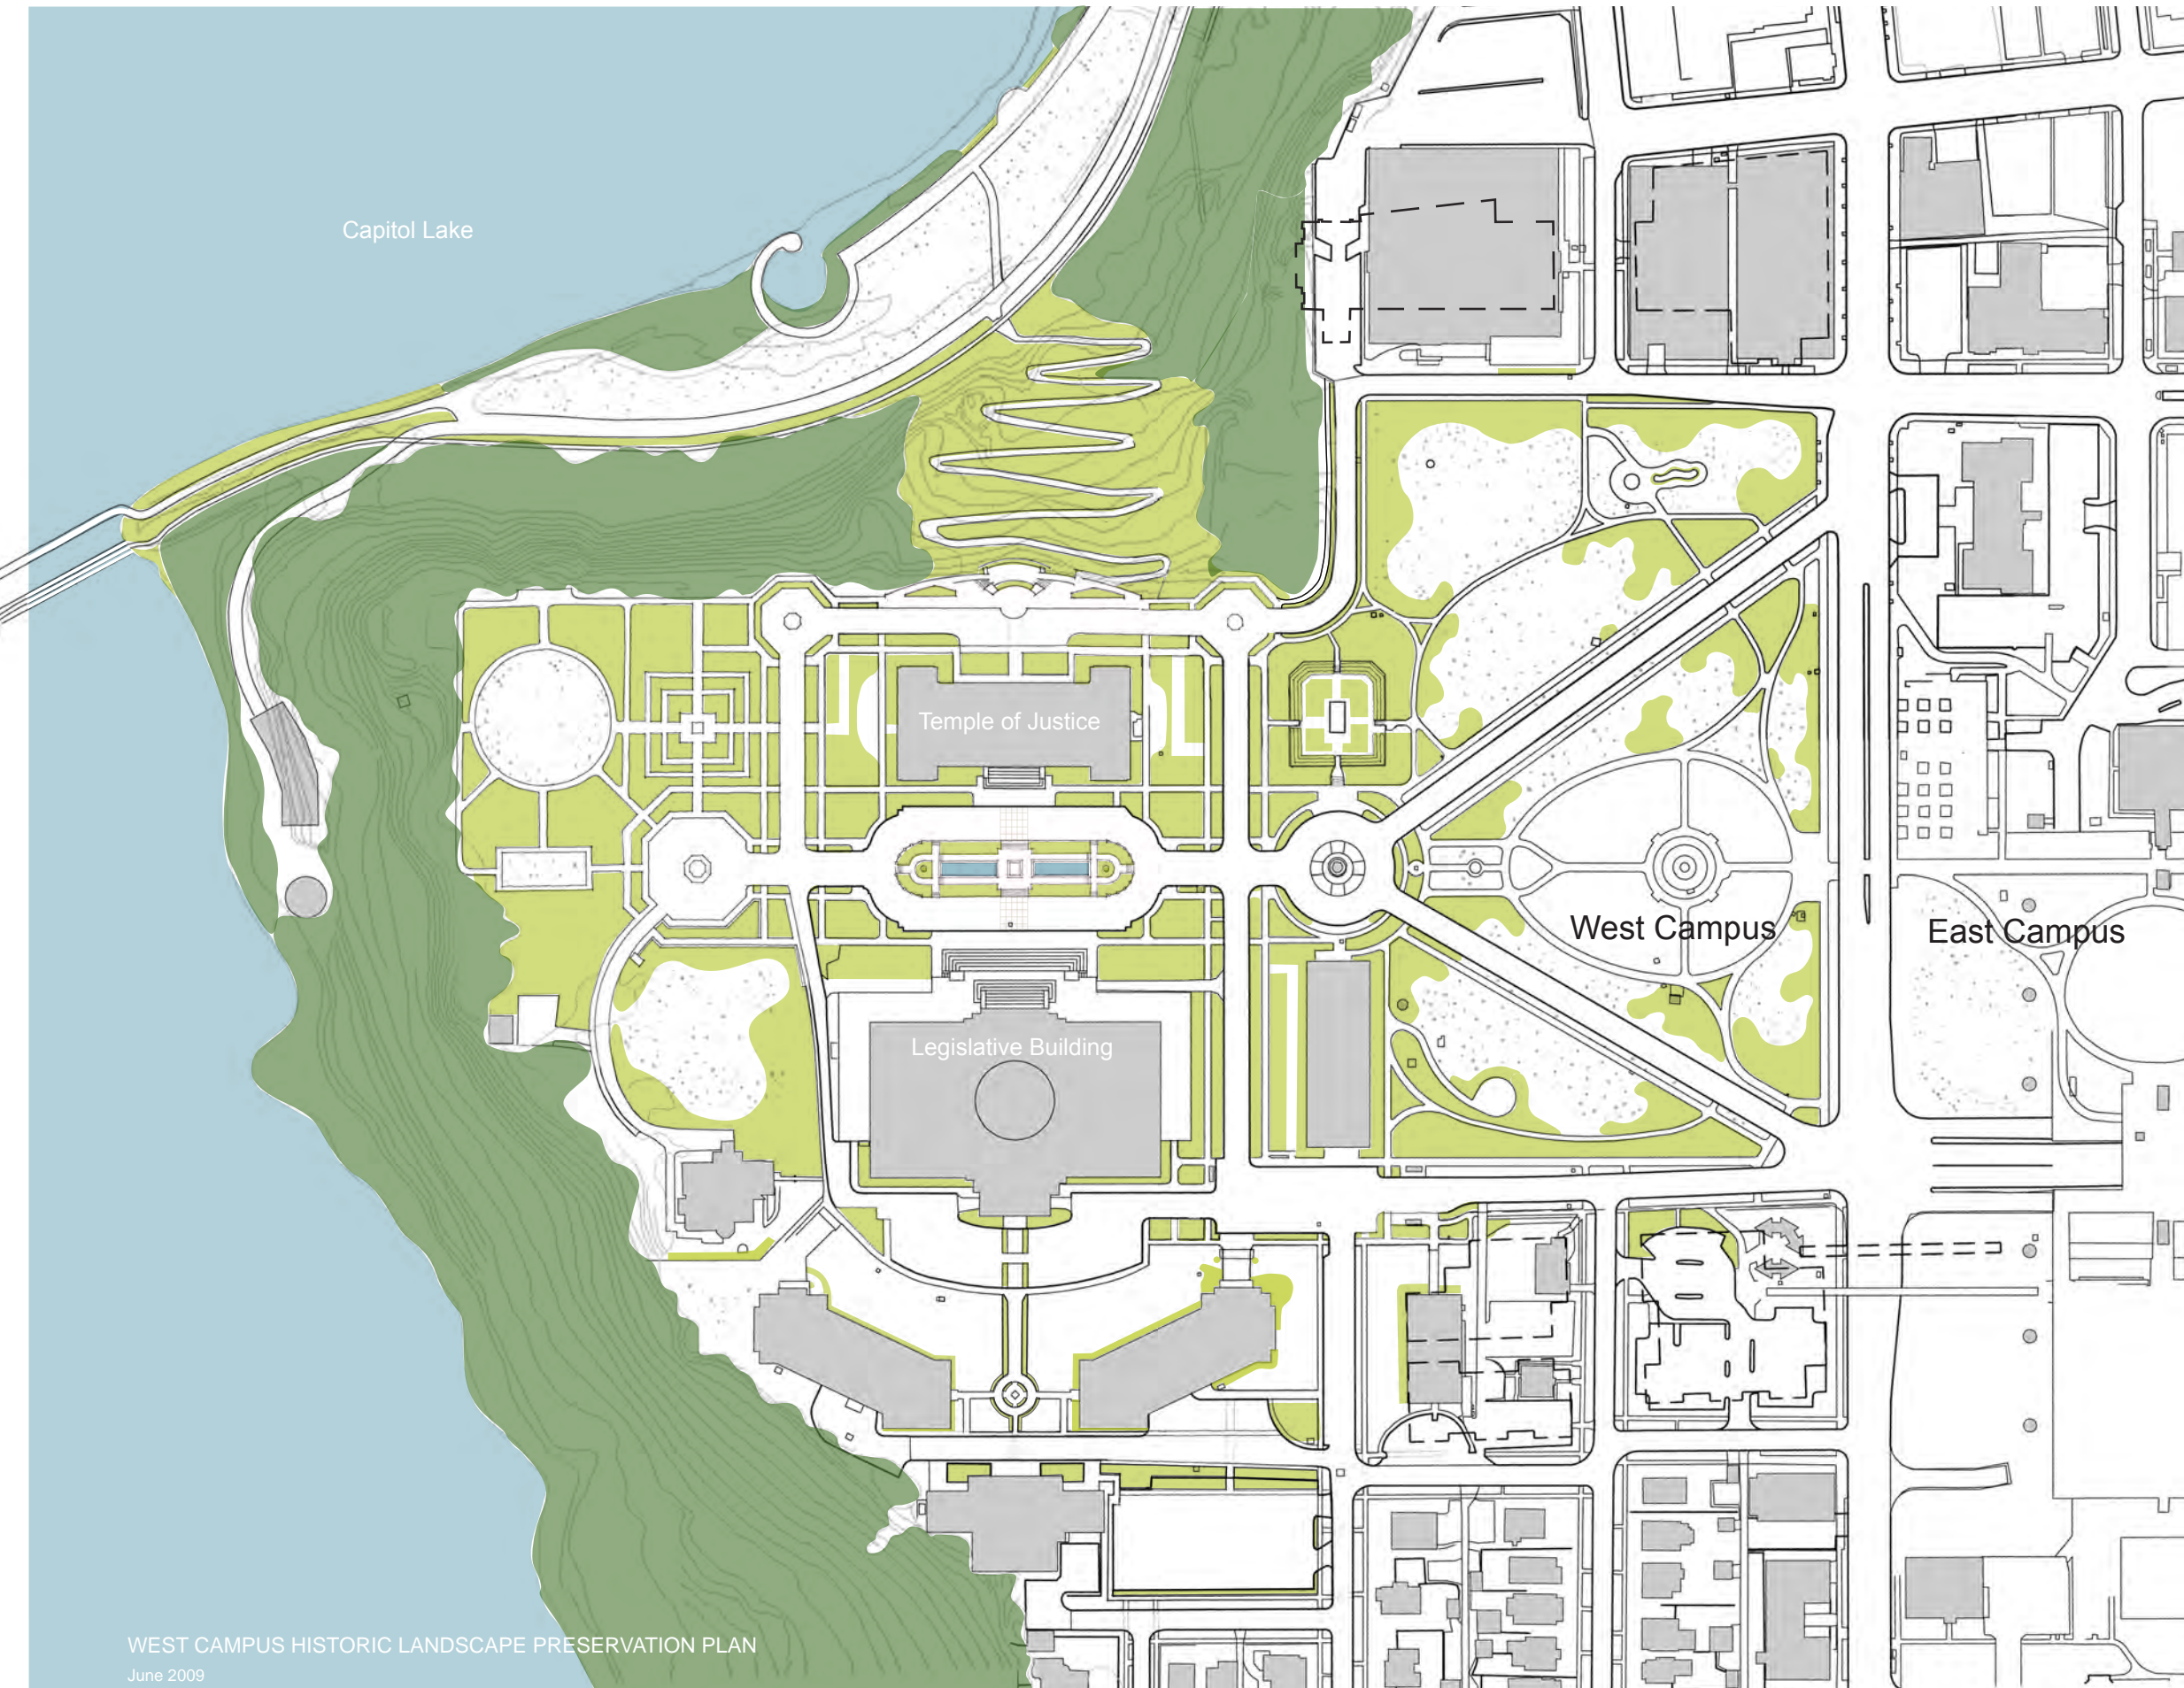 Capitol Lake
Temple of Justice
West Campus
East Campus
Legislative Building
WEST CAMPUS HISTORIC LANDSCAPE PRESERVATION PLAN
June 2009